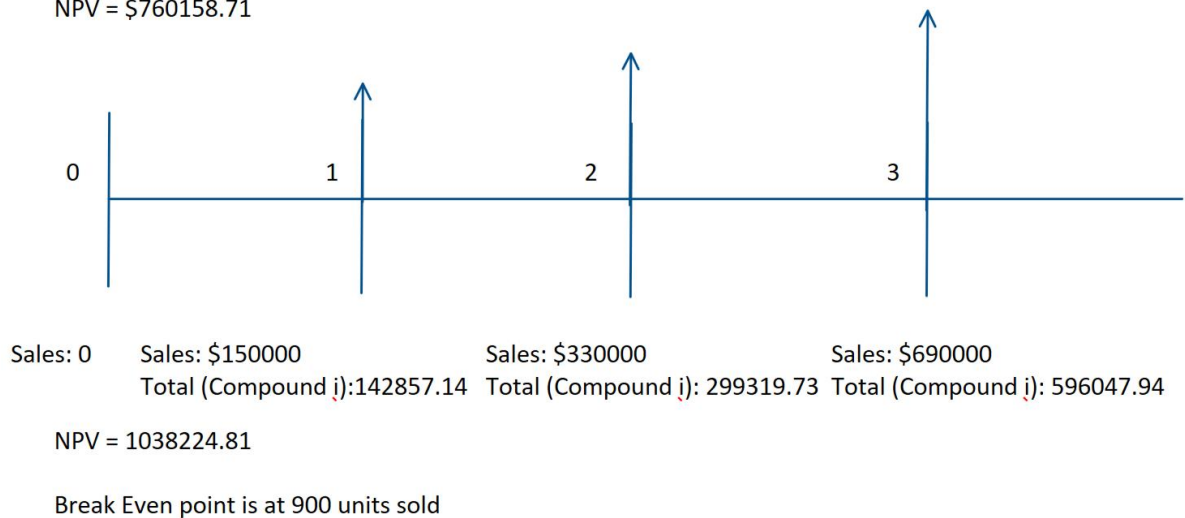 NPV = $760158.71
0 1 2 3
Sales: 0 Sales: $150000 Sales: $330000 Sales: $690000
Total (Compound i):142857.14 Total (Compound i): 299319.73 Total (Compound i): 596047.94
NPV = 1038224.81
Break Even point is at 900 units sold